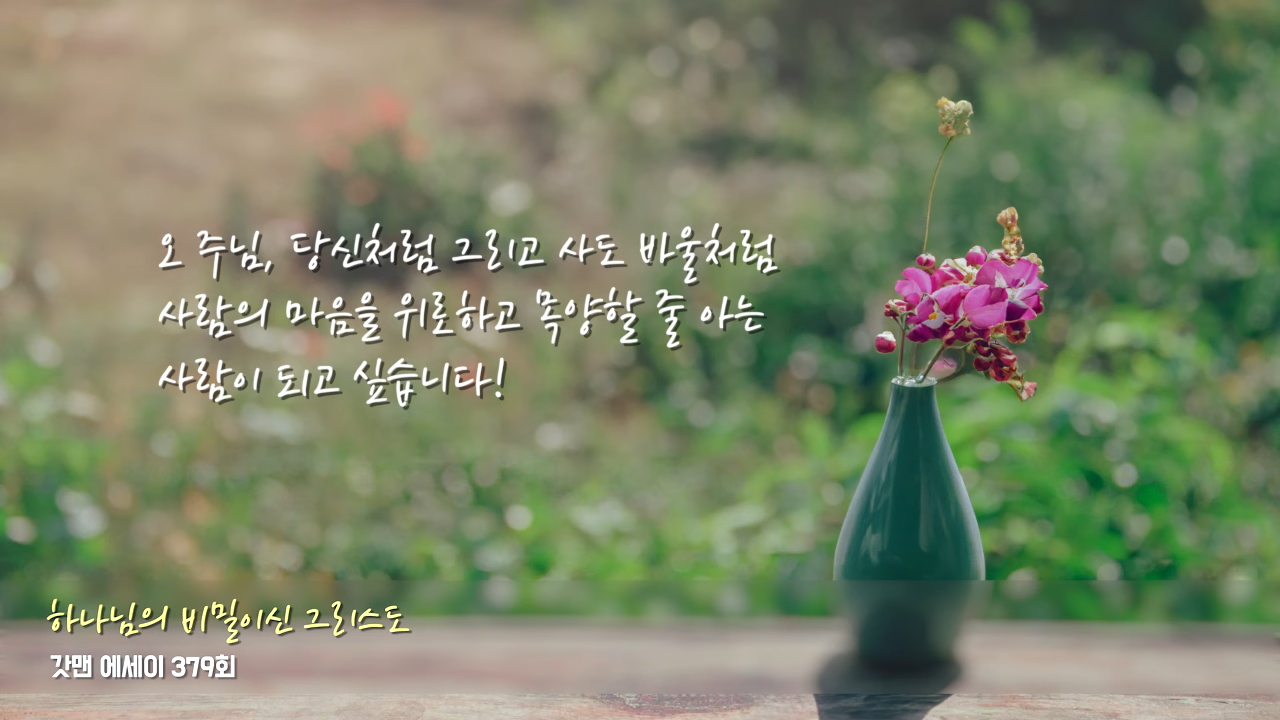 오 주님, 당신처럼 그리고 사도 바울처럼
사람의 마음을 위로하고 목양할 줄 아는
사람이 되고 싶습니다!
하나님의 비밀이신 그리스도
갓맨 에세이 379회